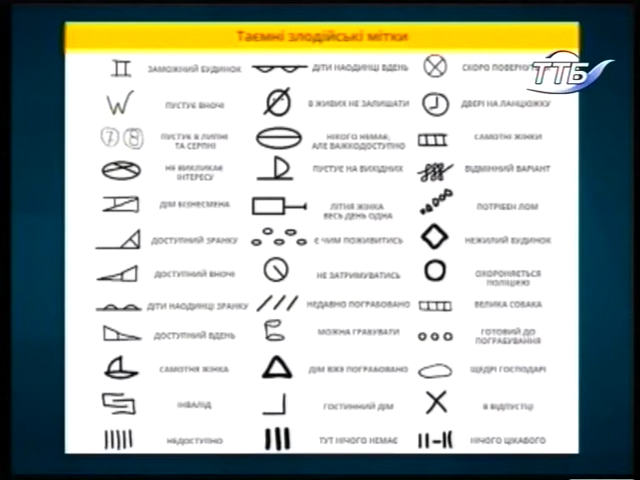 Таємні злодійські мітки
ТТБ
ЗАМОЖНИЙ БУДИНОК
ДІТИ НАОДИНЦІ ВДЕНЬ
СКОРО
ПУСТУЄ ВНОЧІ
В ЖИВИХ НЕ ЗАЛИШАТИ
ДВЕРІ НА ЛАНЦЮЖКУ
7 8
ПУСТУЄ В ЛИПНІ
ТА СЕРПНІ
НІКОГО НЕМАЄ,
АЛЕ ВАЖКОДОСТУПНО
САМОТНІ ЖІНКИ
НЕ ВИКЛИКАЄ
ІНТЕРЕСУ
ПУСТУЄ НА ВИХІДНИХ
ВІДМІННИЙ ВАРІАНТ
ДІМ БІЗНЕСМЕНА
ЛІТНЯ ЖІНКА
ВЕСЬ ДЕНЬ ОДНА
ПОТРІБЕН ЛОМ
ДОСТУПНИЙ ЗРАНКУ
Є ЧИМ ПОЖИВИТИСЬ
НЕЖИЛИЙ БУДИНОК
ДОСТУПНИЙ ВНОЧІ
НЕ ЗАТРИМУВАТИСЬ
ОХОРОНЯЄТЬСЯ
ПОЛІЦІЄЮ
ДІТИ НАОДИНЦІ ЗРАНКУ
НЕДАВНО ПОГРАБОВАНО
ВЕЛИКА СОБАКА
ДОСТУПНИЙ ВДЕНЬ
МОЖНА ГРАБУВАТИ
ГОТОВИЙ ДО
ПОГРАБУВАННЯ
САМОТНЯ ЖІНКА
ДІМ ВЖЕ ПОГРАБОВАНО
ЩЕДРІ ГОСПОДАРІ
ІНВАЛІД
ГОСТИННИЙ ДІМ
В ВІДПУСТЦІ
НЕДОСТУПНО
ТУТ НІЧОГО НЕМАЄ
НІЧОГО ЦІКАВОГО